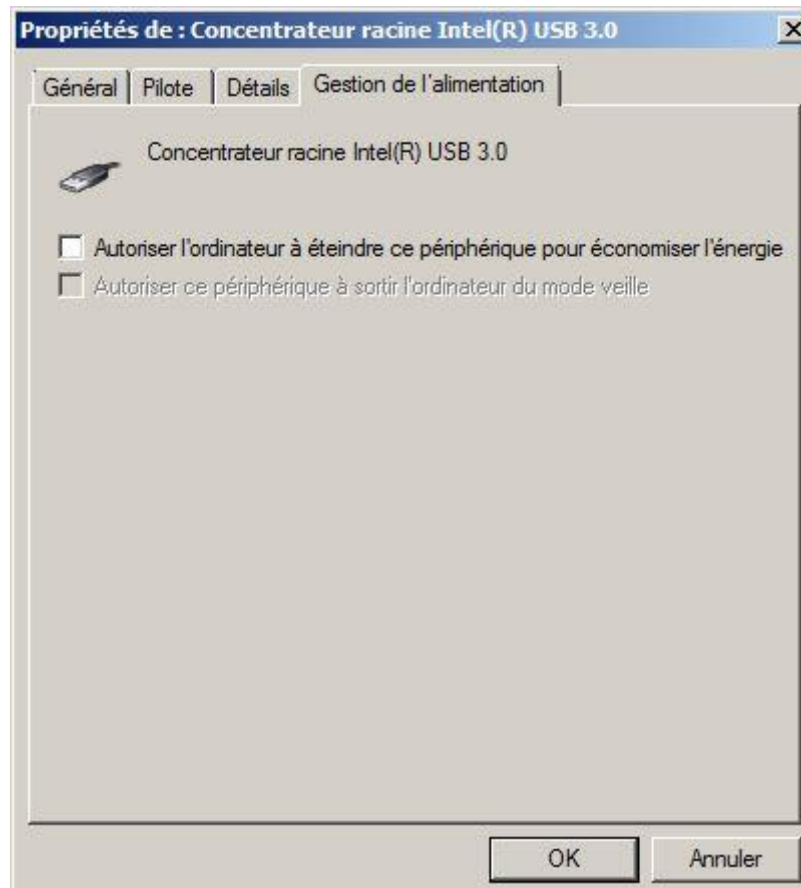 Propriétés de : Concentrateur racine Intel(R) USB 3.0
Général Pilote Détails Gestion de l'alimentation
Concentrateur racine Intel(R) USB 3.0
Autoriser l'ordinateur à éteindre ce périphérique pour économiser l'énergie
Autoriser ce périphérique à sortir l'ordinateur du mode veille
OK Annuler